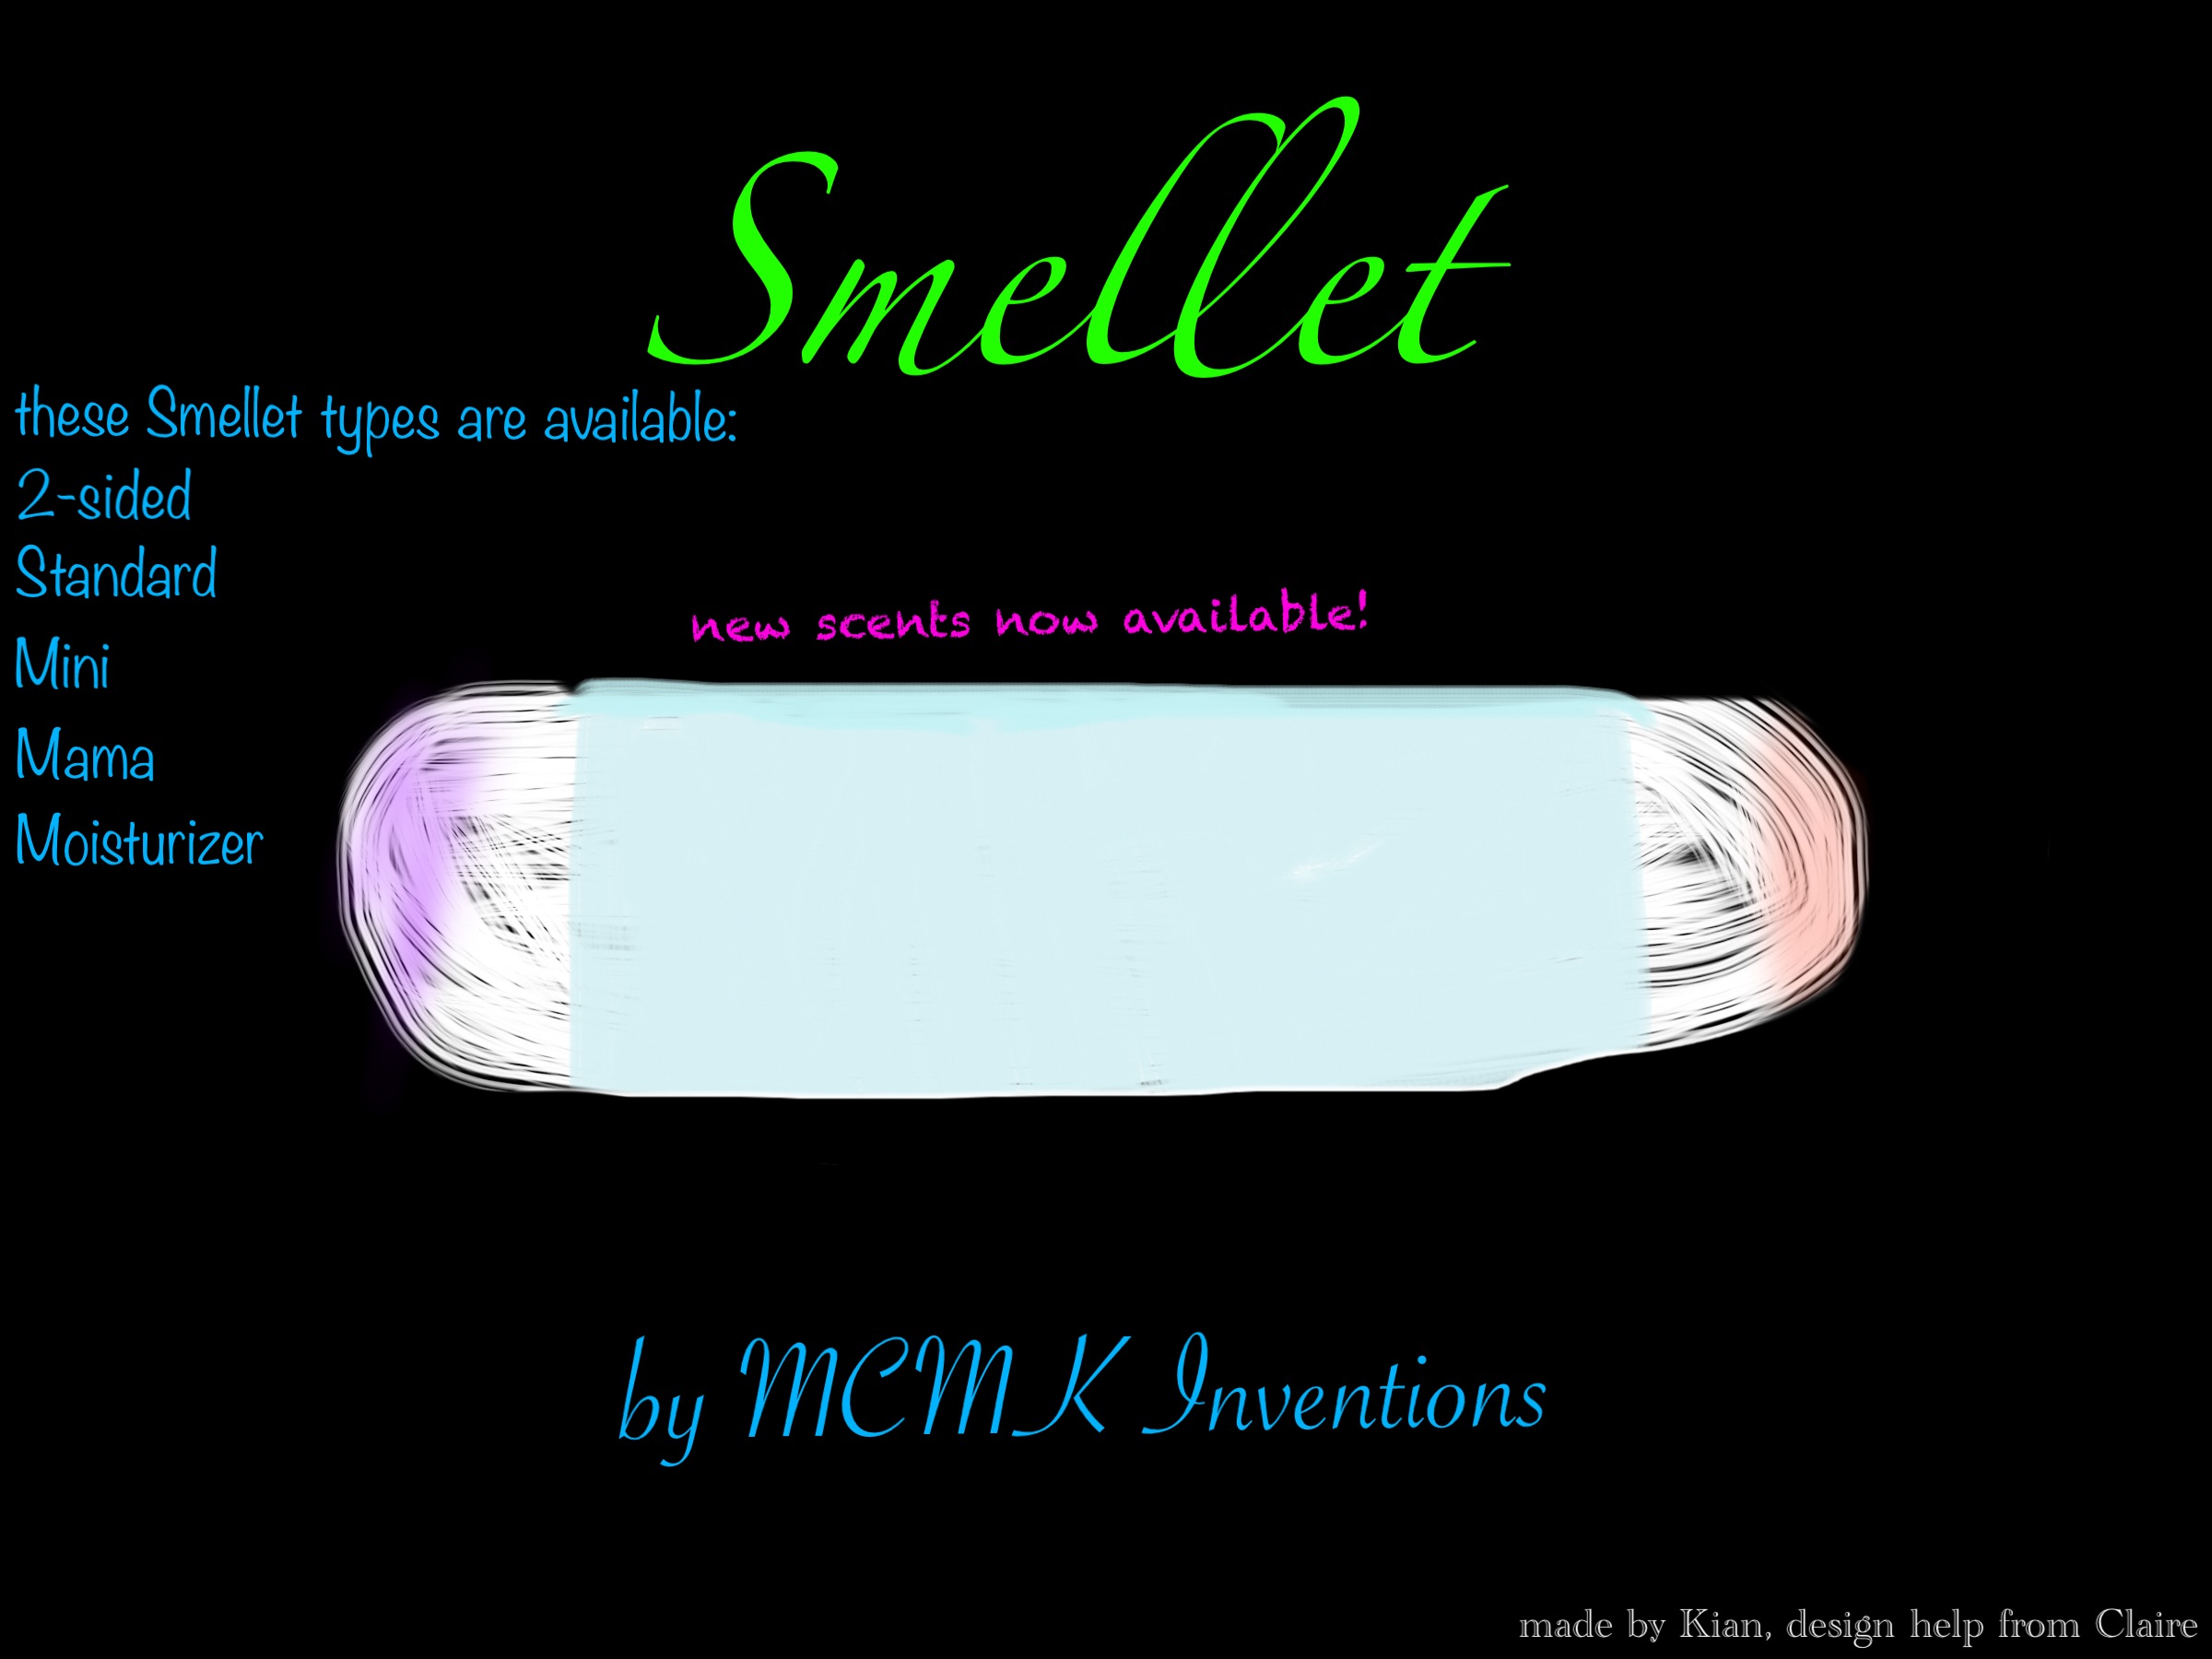 Smellet
these Smellet types are available:
2-sided
Standard
Mini
Mama
Moisturizer
new scents now available!
by MCMK Inventions
made by Kian, design help from Claire